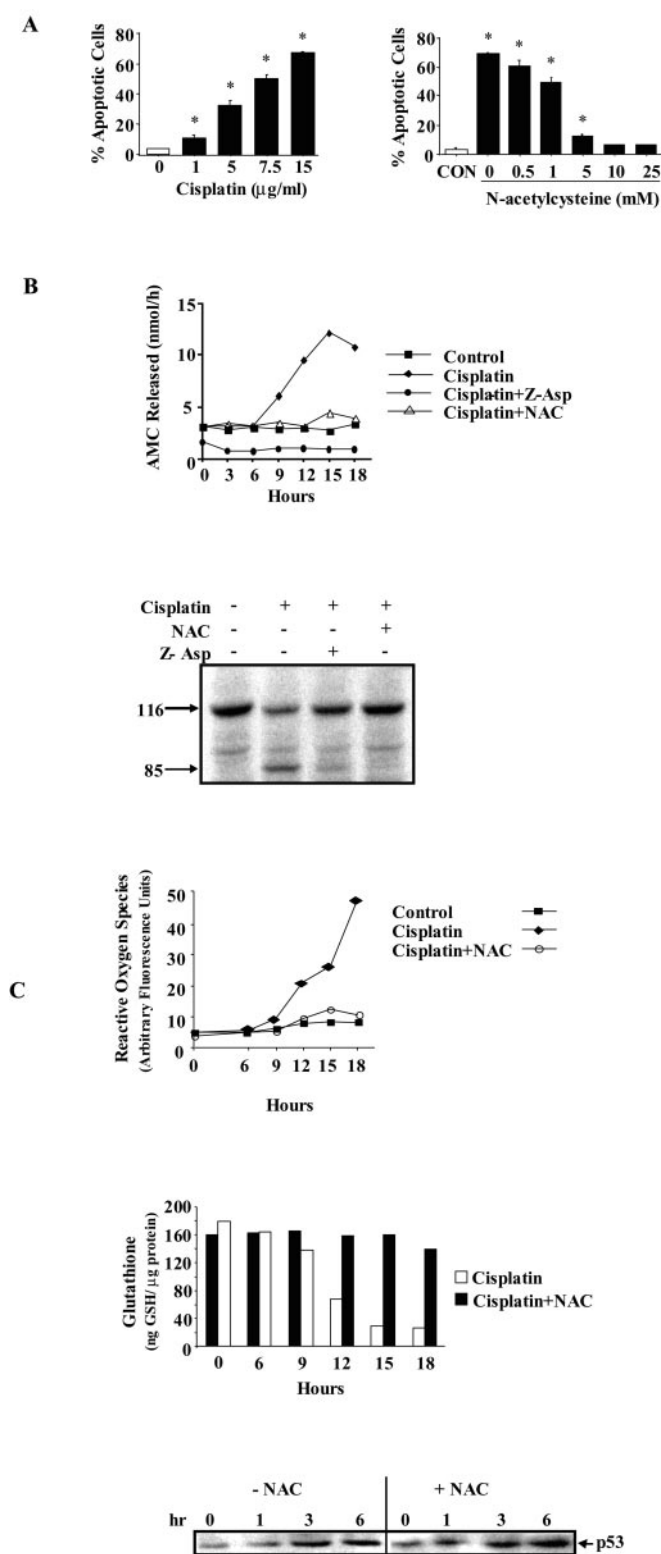 A
% Apoptotic Cells
80
60
40
20
0
0 1 5 7.5 15
Cisplatin (μg/ml)
* * * *
% Apoptotic Cells
80
60
40
20
0
CON 0 0.5 1 5 10 25
N-acetylcysteine (mM)
* * * *
B
AMC Released (nmol/h)
15
10
5
0
0 3 6 9 12 15 18
Hours
Control
Cisplatin
Cisplatin+Z-Asp
Cisplatin+NAC
Cisplatin - + + +
NAC - - - +
Z- Asp - - + -
116
85
C
Reactive Oxygen Species
(Arbitrary Fluorescence Units)
50
40
30
20
10
0
0 6 9 12 15 18
Hours
Control
Cisplatin
Cisplatin+NAC
Glutathione
(ng GSH/ μg protein)
200
160
120
80
40
0
0 6 9 12 15 18
Hours
Cisplatin
Cisplatin+NAC
- NAC + NAC
hr 0 1 3 6 0 1 3 6
p53